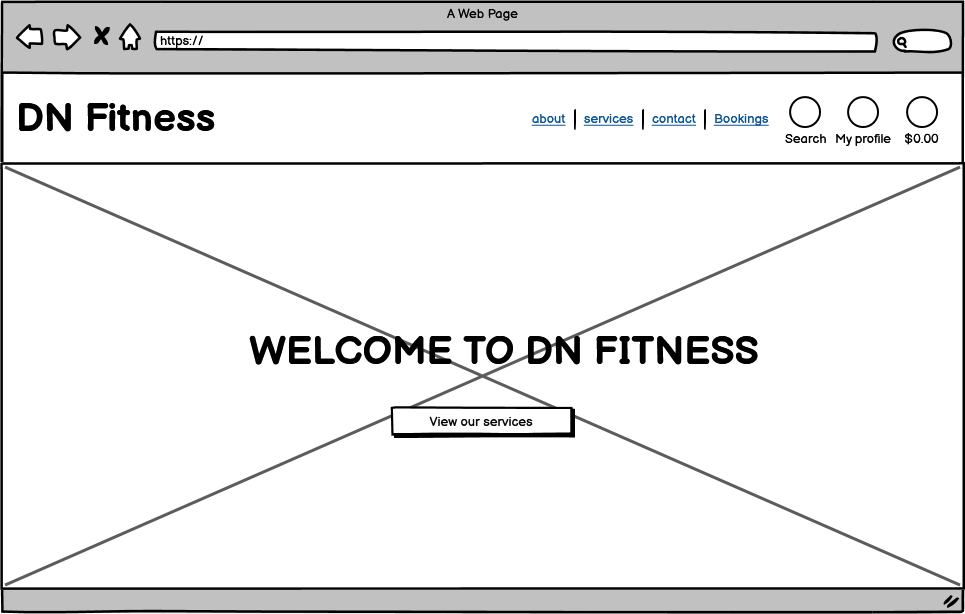 A Web Page
https://
DN Fitness
about | services | contact | Bookings
Search My profile $0.00
WELCOME TO DN FITNESS
View our services